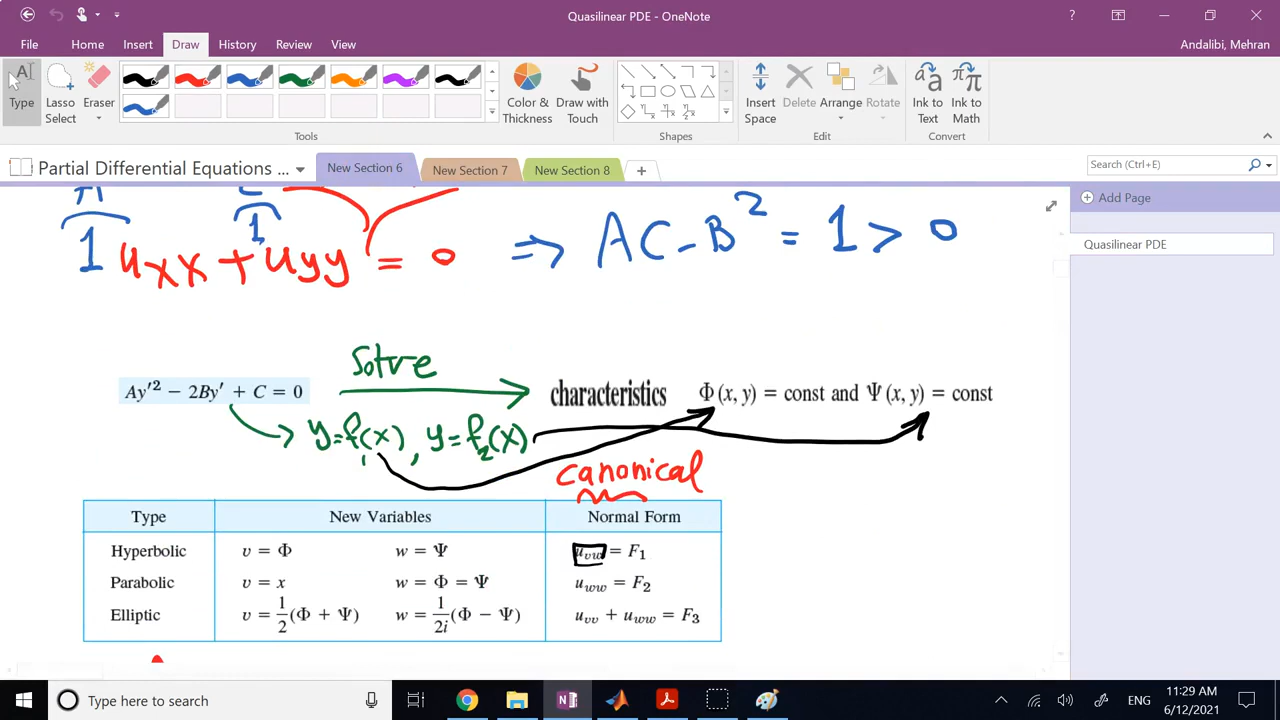 Quasilinear PDE - OneNote
?
File Home Insert Draw History Review View
Andalibi, Mehran
Type
Lasso Select
Eraser
Color & Thickness
Draw with Touch
Insert Space
Delete
Arrange
Rotate
Ink to Text
Ink to Math
Tools
Shapes
Edit
Convert
Partial Differential Equations ...
New Section 6
New Section 7
New Section 8
+
Search (Ctrl+E)
Add Page
Quasilinear PDE
1
1 uxx + uyy = 0 ⇒ AC - B² = 1 > 0
Solve
Ay′² − 2By′ + C = 0
characteristics Φ(x, y) = const and Ψ(x, y) = const
y=f₁(x), y=f₂(x)
canonical
Type New Variables Normal Form
Hyperbolic v = Φ w = Ψ u_vw = F₁
Parabolic v = x w = Φ = Ψ u_ww = F₂
Elliptic v = 1/2(Φ + Ψ) w = 1/2i(Φ − Ψ) u_vv + u_ww = F₃
Type here to search
ENG
11:29 AM
6/12/2021